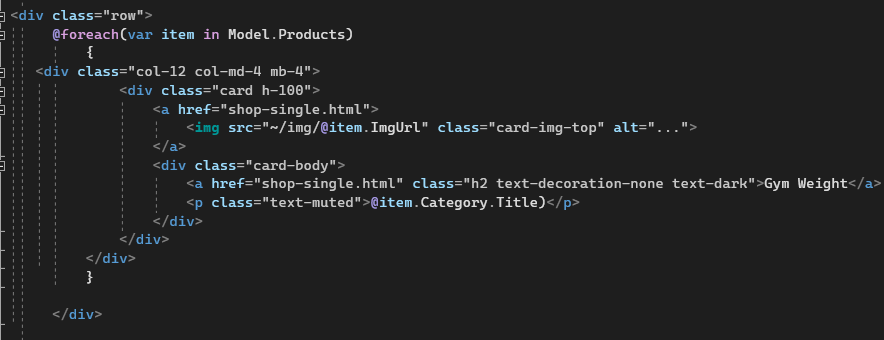 <div class="row">
@foreach(var item in Model.Products)
{
<div class="col-12 col-md-4 mb-4">
<div class="card h-100">
<a href="shop-single.html">
<img src="~/img/@item.ImgUrl" class="card-img-top" alt="...">
</a>
<div class="card-body">
<a href="shop-single.html" class="h2 text-decoration-none text-dark">Gym Weight</a>
<p class="text-muted">@item.Category.Title)</p>
</div>
</div>
</div>
}
</div>